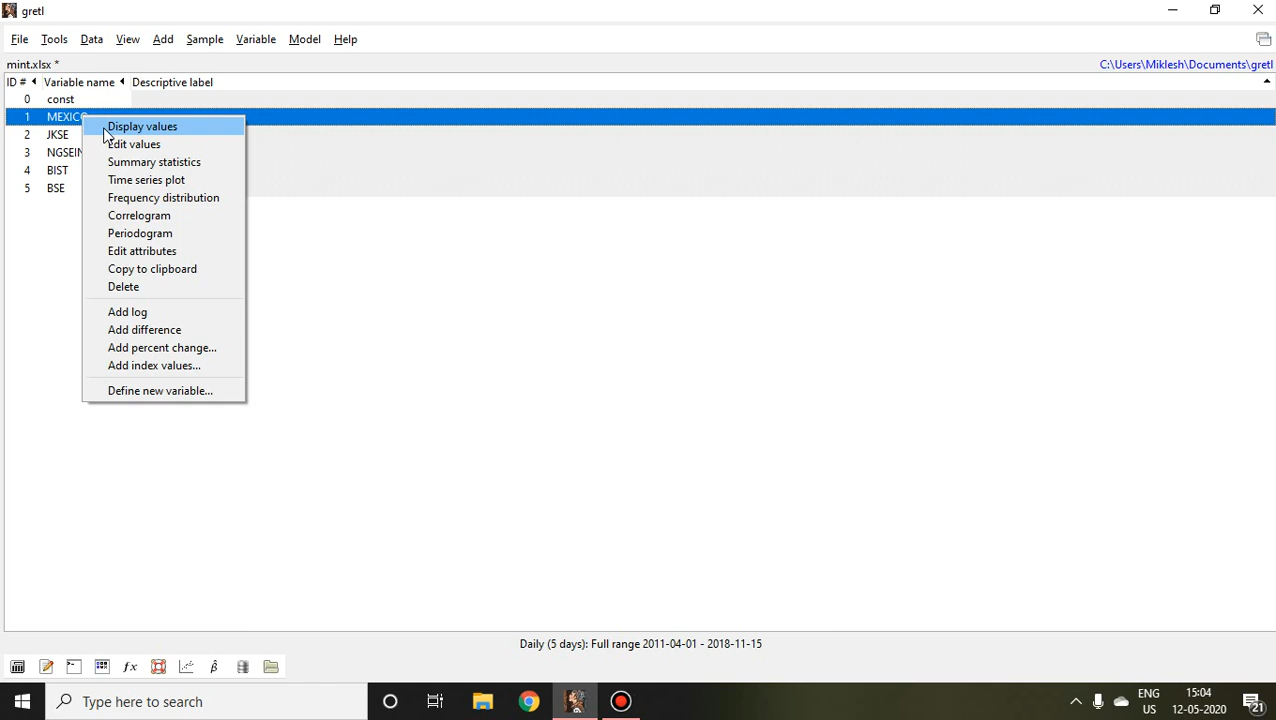 gretl
File Tools Data View Add Sample Variable Model Help
mint.xlsx * C:\Users\Miklesh\Documents\gretl
ID # Variable name Descriptive label
0 const
1 MEXICO
2 JKSE
3 NGSEIN
4 BIST
5 BSE
Display values
Edit values
Summary statistics
Time series plot
Frequency distribution
Correlogram
Periodogram
Edit attributes
Copy to clipboard
Delete
Add log
Add difference
Add percent change...
Add index values...
Define new variable...
Daily (5 days): Full range 2011-04-01 - 2018-11-15
fx β
Type here to search
ENG 15:04
US 12-05-2020 21